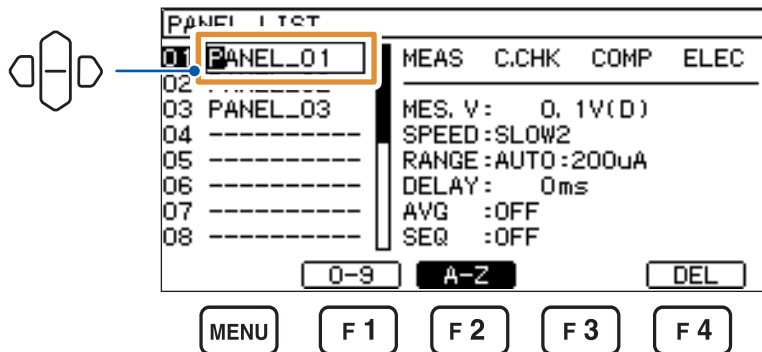 PANEL LIST
01 PANEL_01
02 PANEL_02
03 PANEL_03
04 ----------
05 ----------
06 ----------
07 ----------
08 ----------
MEAS C.CHK COMP ELEC
MES.V: 0.1V(D)
SPEED:SLOW2
RANGE:AUTO:200uA
DELAY: 0ms
AVG :OFF
SEQ :OFF
0-9 A-Z DEL
MENU F 1 F 2 F 3 F 4